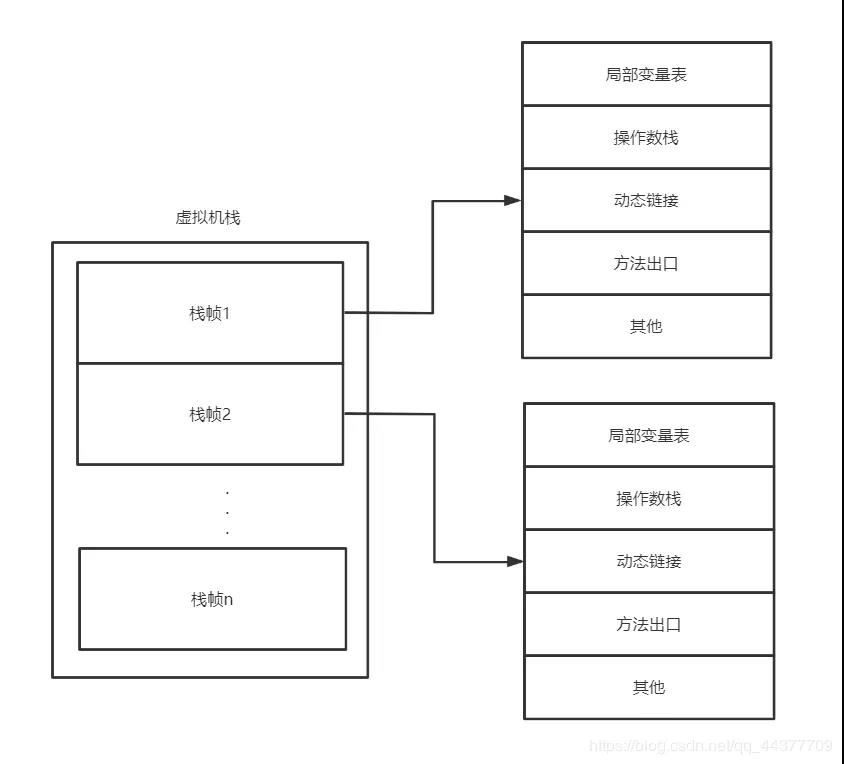 虚拟机栈
栈帧1
栈帧2
.
.
.
栈帧n
局部变量表
操作数栈
动态链接
方法出口
其他
局部变量表
操作数栈
动态链接
方法出口
其他
https://blog.csdn.net/qq_44377709